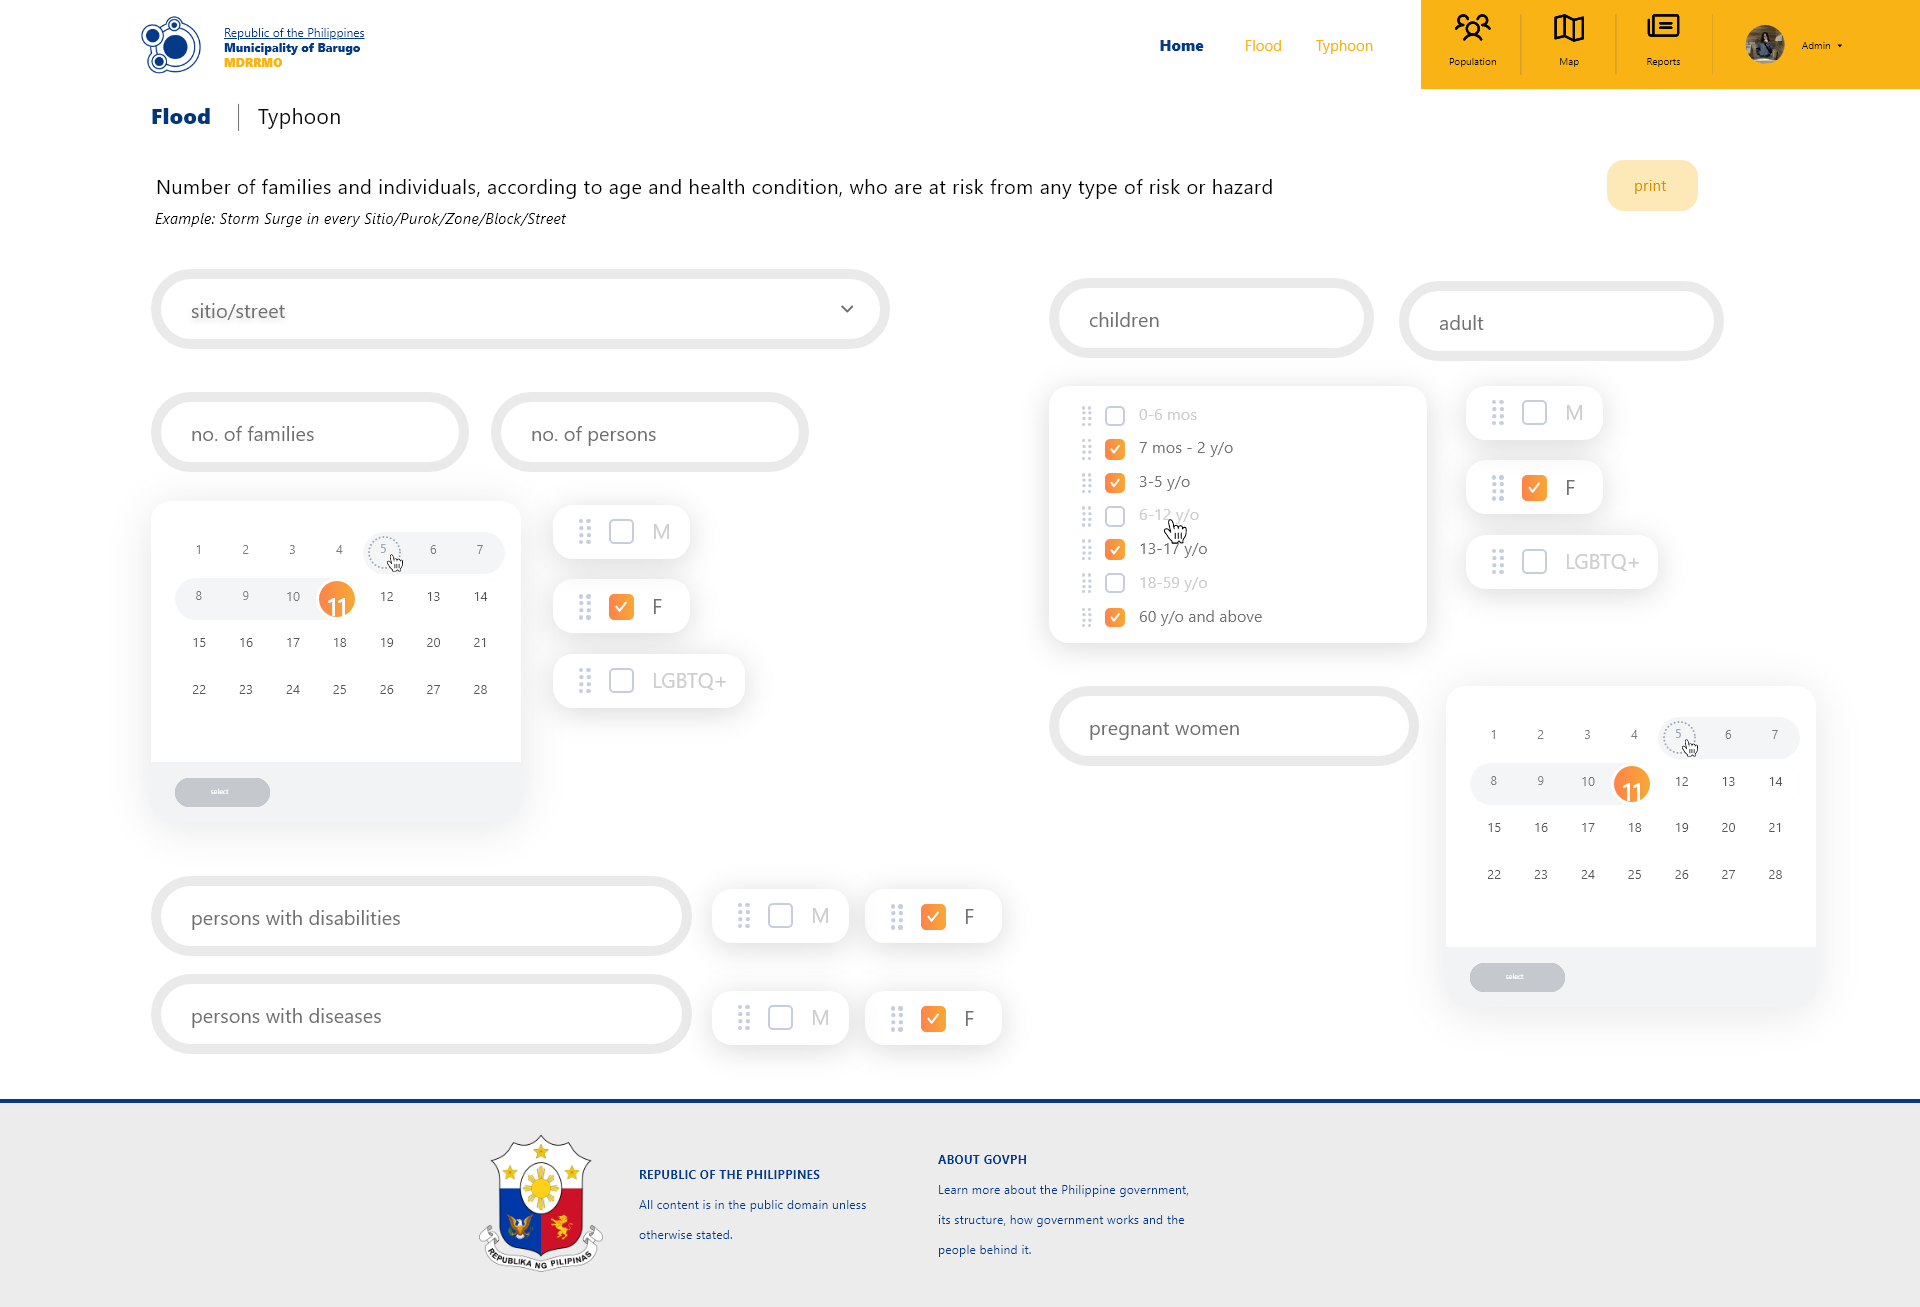 Republic of the Philippines
Municipality of Barugo
MDRRMO
Home
Flood
Typhoon
Population
Map
Reports
Admin
Flood
Typhoon
Number of families and individuals, according to age and health condition, who are at risk from any type of risk or hazard
Example: Storm Surge in every Sitio/Purok/Zone/Block/Street
print
sitio/street
children
adult
no. of families
no. of persons
0-6 mos
7 mos - 2 y/o
3-5 y/o
6-12 y/o
13-17 y/o
18-59 y/o
60 y/o and above
M
F
LGBTQ+
1 2 3 4 5 6 7
8 9 10 11 12 13 14
15 16 17 18 19 20 21
22 23 24 25 26 27 28
select
M
F
LGBTQ+
pregnant women
1 2 3 4 5 6 7
8 9 10 11 12 13 14
15 16 17 18 19 20 21
22 23 24 25 26 27 28
select
persons with disabilities
M
F
persons with diseases
M
F
REPUBLIKA NG PILIPINAS
REPUBLIC OF THE PHILIPPINES
All content is in the public domain unless
otherwise stated.
ABOUT GOVPH
Learn more about the Philippine government,
its structure, how government works and the
people behind it.